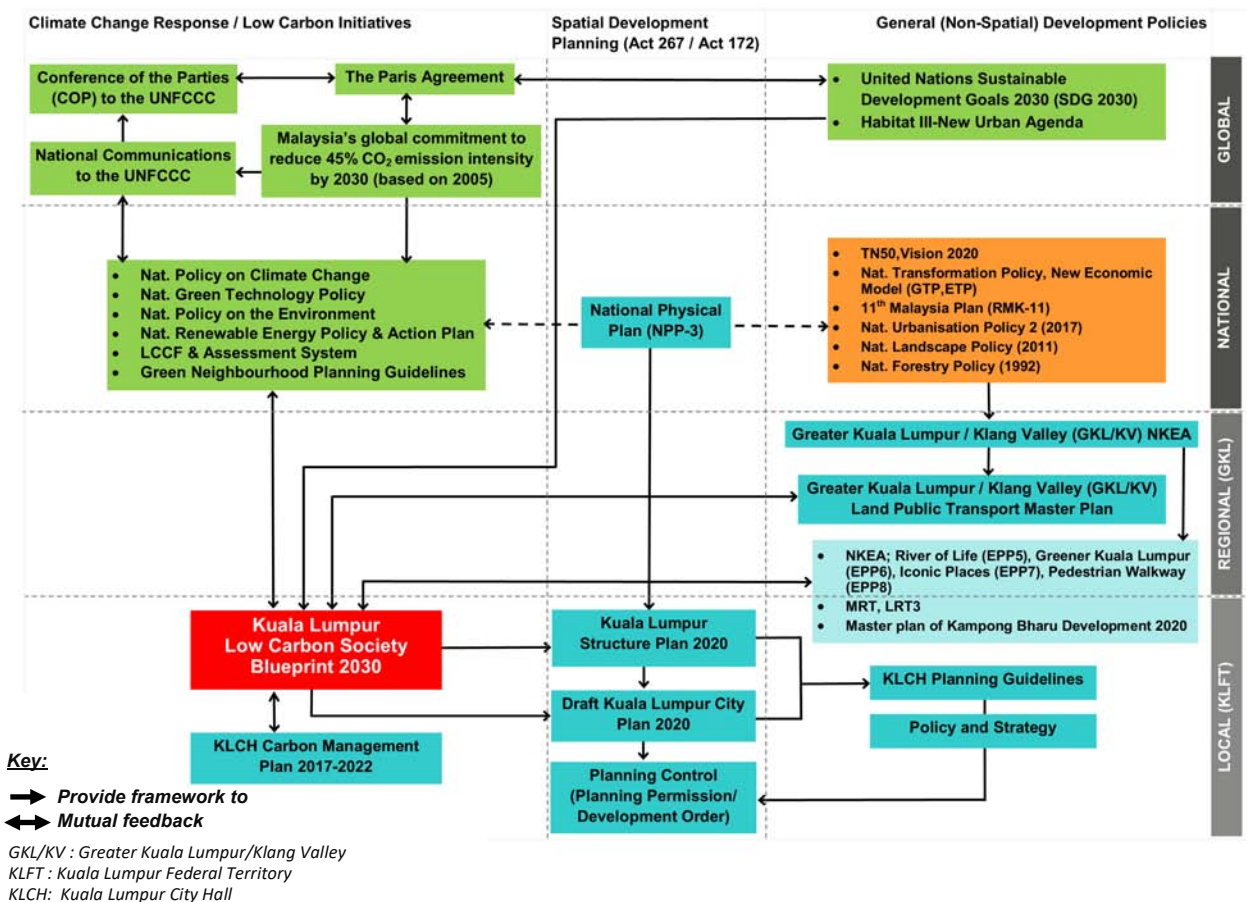 Climate Change Response / Low Carbon Initiatives
Spatial Development
Planning (Act 267 / Act 172)
General (Non-Spatial) Development Policies
Conference of the Parties
(COP) to the UNFCCC
The Paris Agreement
• United Nations Sustainable
Development Goals 2030 (SDG 2030)
• Habitat III-New Urban Agenda
Malaysia's global commitment to
reduce 45% CO₂ emission intensity
by 2030 (based on 2005)
National Communications
to the UNFCCC
GLOBAL
• Nat. Policy on Climate Change
• Nat. Green Technology Policy
• Nat. Policy on the Environment
• Nat. Renewable Energy Policy & Action Plan
• LCCF & Assessment System
• Green Neighbourhood Planning Guidelines
National Physical
Plan (NPP-3)
• TN50,Vision 2020
• Nat. Transformation Policy, New Economic
Model (GTP,ETP)
• 11th Malaysia Plan (RMK-11)
• Nat. Urbanisation Policy 2 (2017)
• Nat. Landscape Policy (2011)
• Nat. Forestry Policy (1992)
NATIONAL
Greater Kuala Lumpur / Klang Valley (GKL/KV) NKEA
Greater Kuala Lumpur / Klang Valley (GKL/KV)
Land Public Transport Master Plan
• NKEA; River of Life (EPP5), Greener Kuala Lumpur
(EPP6), Iconic Places (EPP7), Pedestrian Walkway
(EPP8)
• MRT, LRT3
• Master plan of Kampong Bharu Development 2020
REGIONAL (GKL)
Kuala Lumpur
Low Carbon Society
Blueprint 2030
Kuala Lumpur
Structure Plan 2020
KLCH Planning Guidelines
Draft Kuala Lumpur City
Plan 2020
Policy and Strategy
KLCH Carbon Management
Plan 2017-2022
Planning Control
(Planning Permission/
Development Order)
LOCAL (KLFT)
Key:
Provide framework to
Mutual feedback
GKL/KV : Greater Kuala Lumpur/Klang Valley
KLFT : Kuala Lumpur Federal Territory
KLCH: Kuala Lumpur City Hall